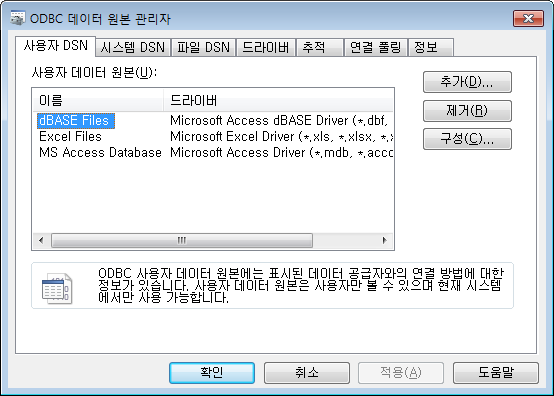 ODBC 데이터 원본 관리자
사용자 DSN 시스템 DSN 파일 DSN 드라이버 추적 연결 풀링 정보
사용자 데이터 원본(U):
이름 드라이버
dBASE Files Microsoft Access dBASE Driver (*.dbf,
Excel Files Microsoft Excel Driver (*.xls, *.xlsx, *.x
MS Access Database Microsoft Access Driver (*.mdb, *.acc
추가(D)...
제거(R)
구성(C)...
ODBC 사용자 데이터 원본에는 표시된 데이터 공급자와의 연결 방법에 대한
정보가 있습니다. 사용자 데이터 원본은 사용자만 볼 수 있으며 현재 시스템
에서만 사용 가능합니다.
확인 취소 적용(A) 도움말